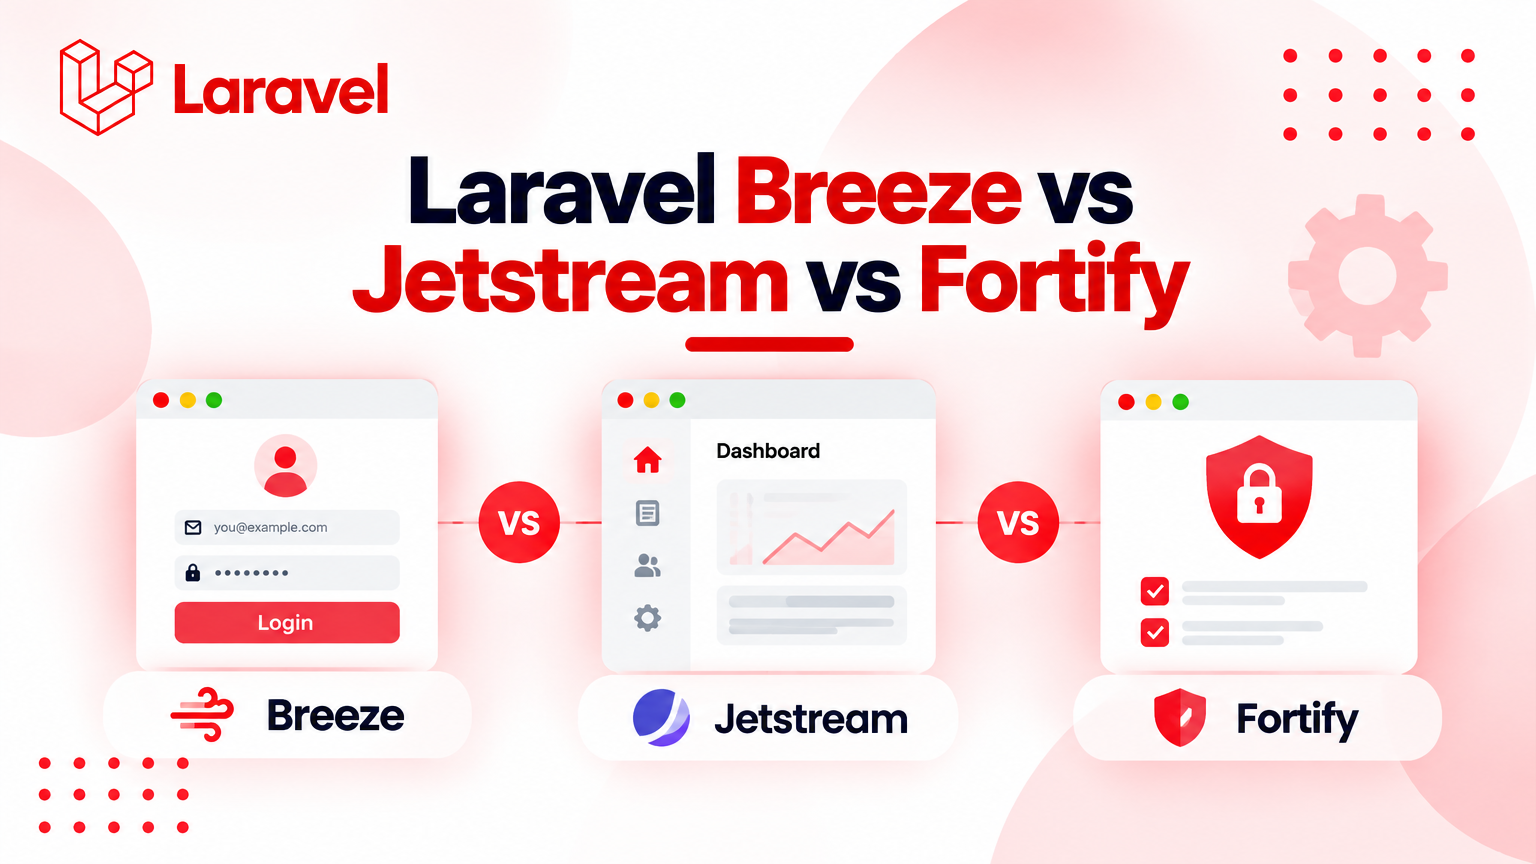 Laravel
Laravel Breeze vs
Jetstream vs Fortify
you@example.com
Login
VS
Dashboard
VS
Breeze
Jetstream
Fortify